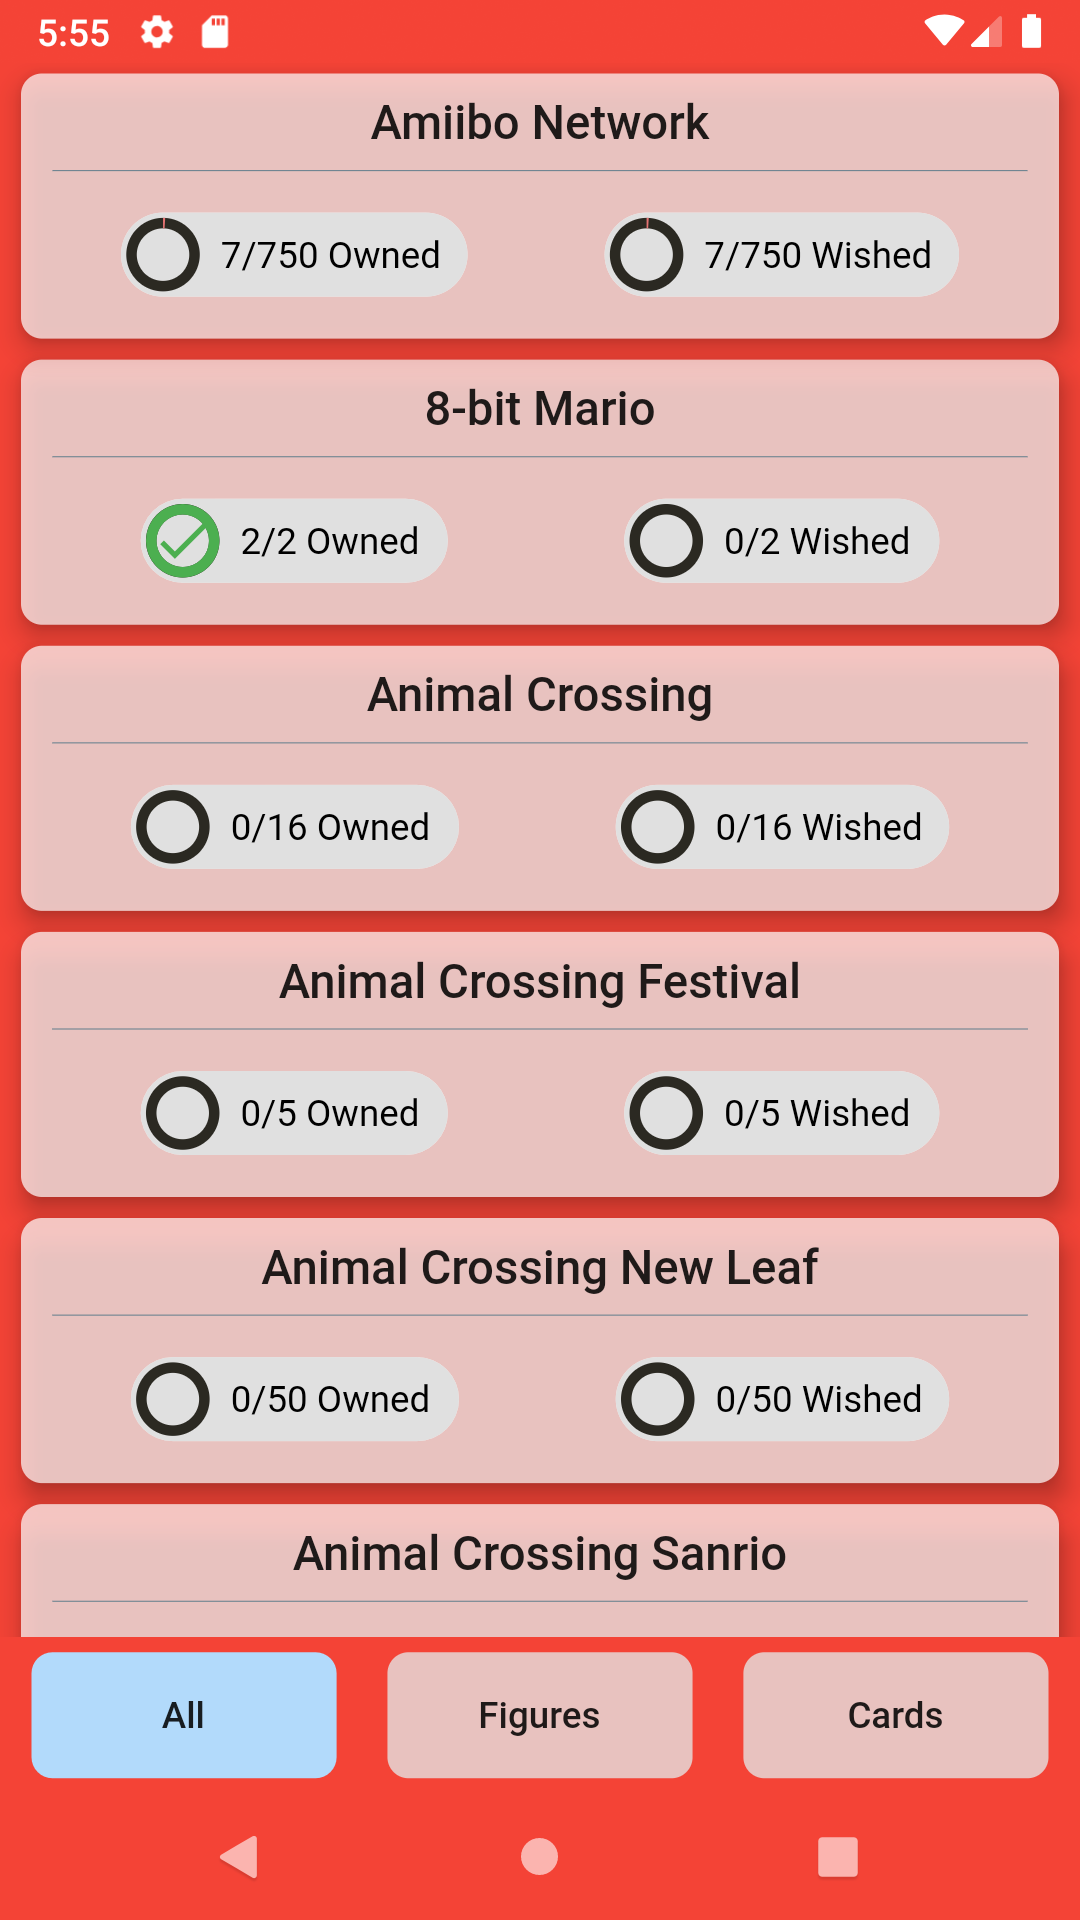 5:55
Amiibo Network
7/750 Owned 7/750 Wished
8-bit Mario
2/2 Owned 0/2 Wished
Animal Crossing
0/16 Owned 0/16 Wished
Animal Crossing Festival
0/5 Owned 0/5 Wished
Animal Crossing New Leaf
0/50 Owned 0/50 Wished
Animal Crossing Sanrio
All Figures Cards